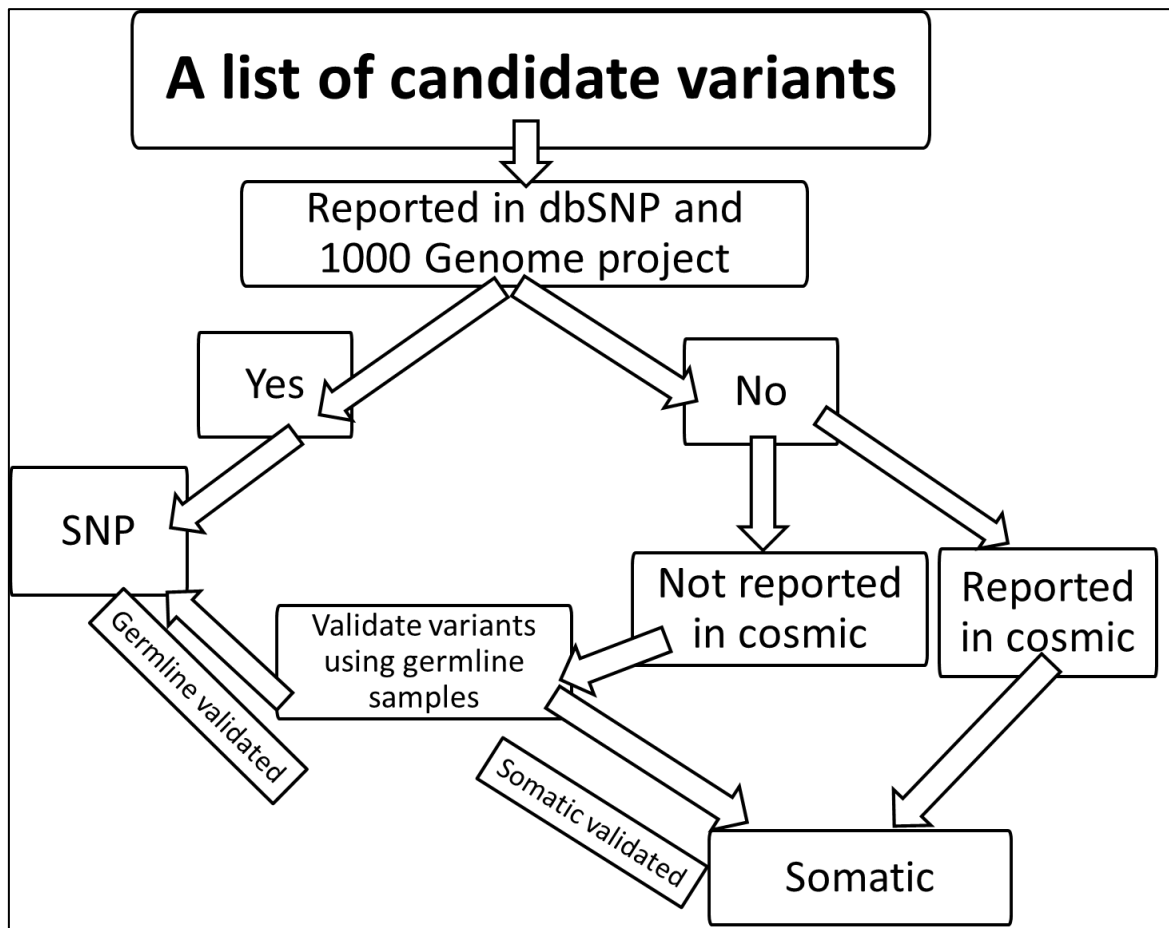 A list of candidate variants
Reported in dbSNP and
1000 Genome project
Yes
No
SNP
Not reported
in cosmic
Reported
in cosmic
Validate variants
using germline
samples
Germline validated
Somatic validated
Somatic